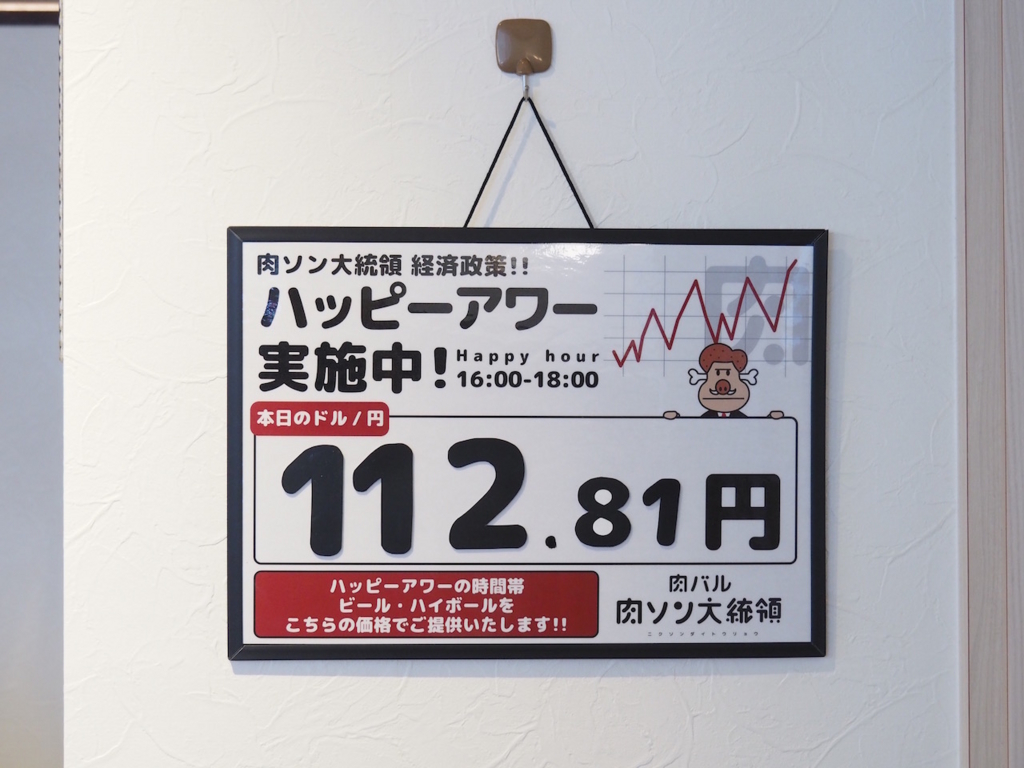 肉ソン大統領 経済政策!!
ハッピーアワー
実施中!
Happy hour
16:00-18:00
肉
本日のドル/円
112.81円
ハッピーアワーの時間帯
ビール・ハイボールを
こちらの価格でご提供いたします!!
肉バル
肉ソン大統領
ニクソンダイトウリョウ